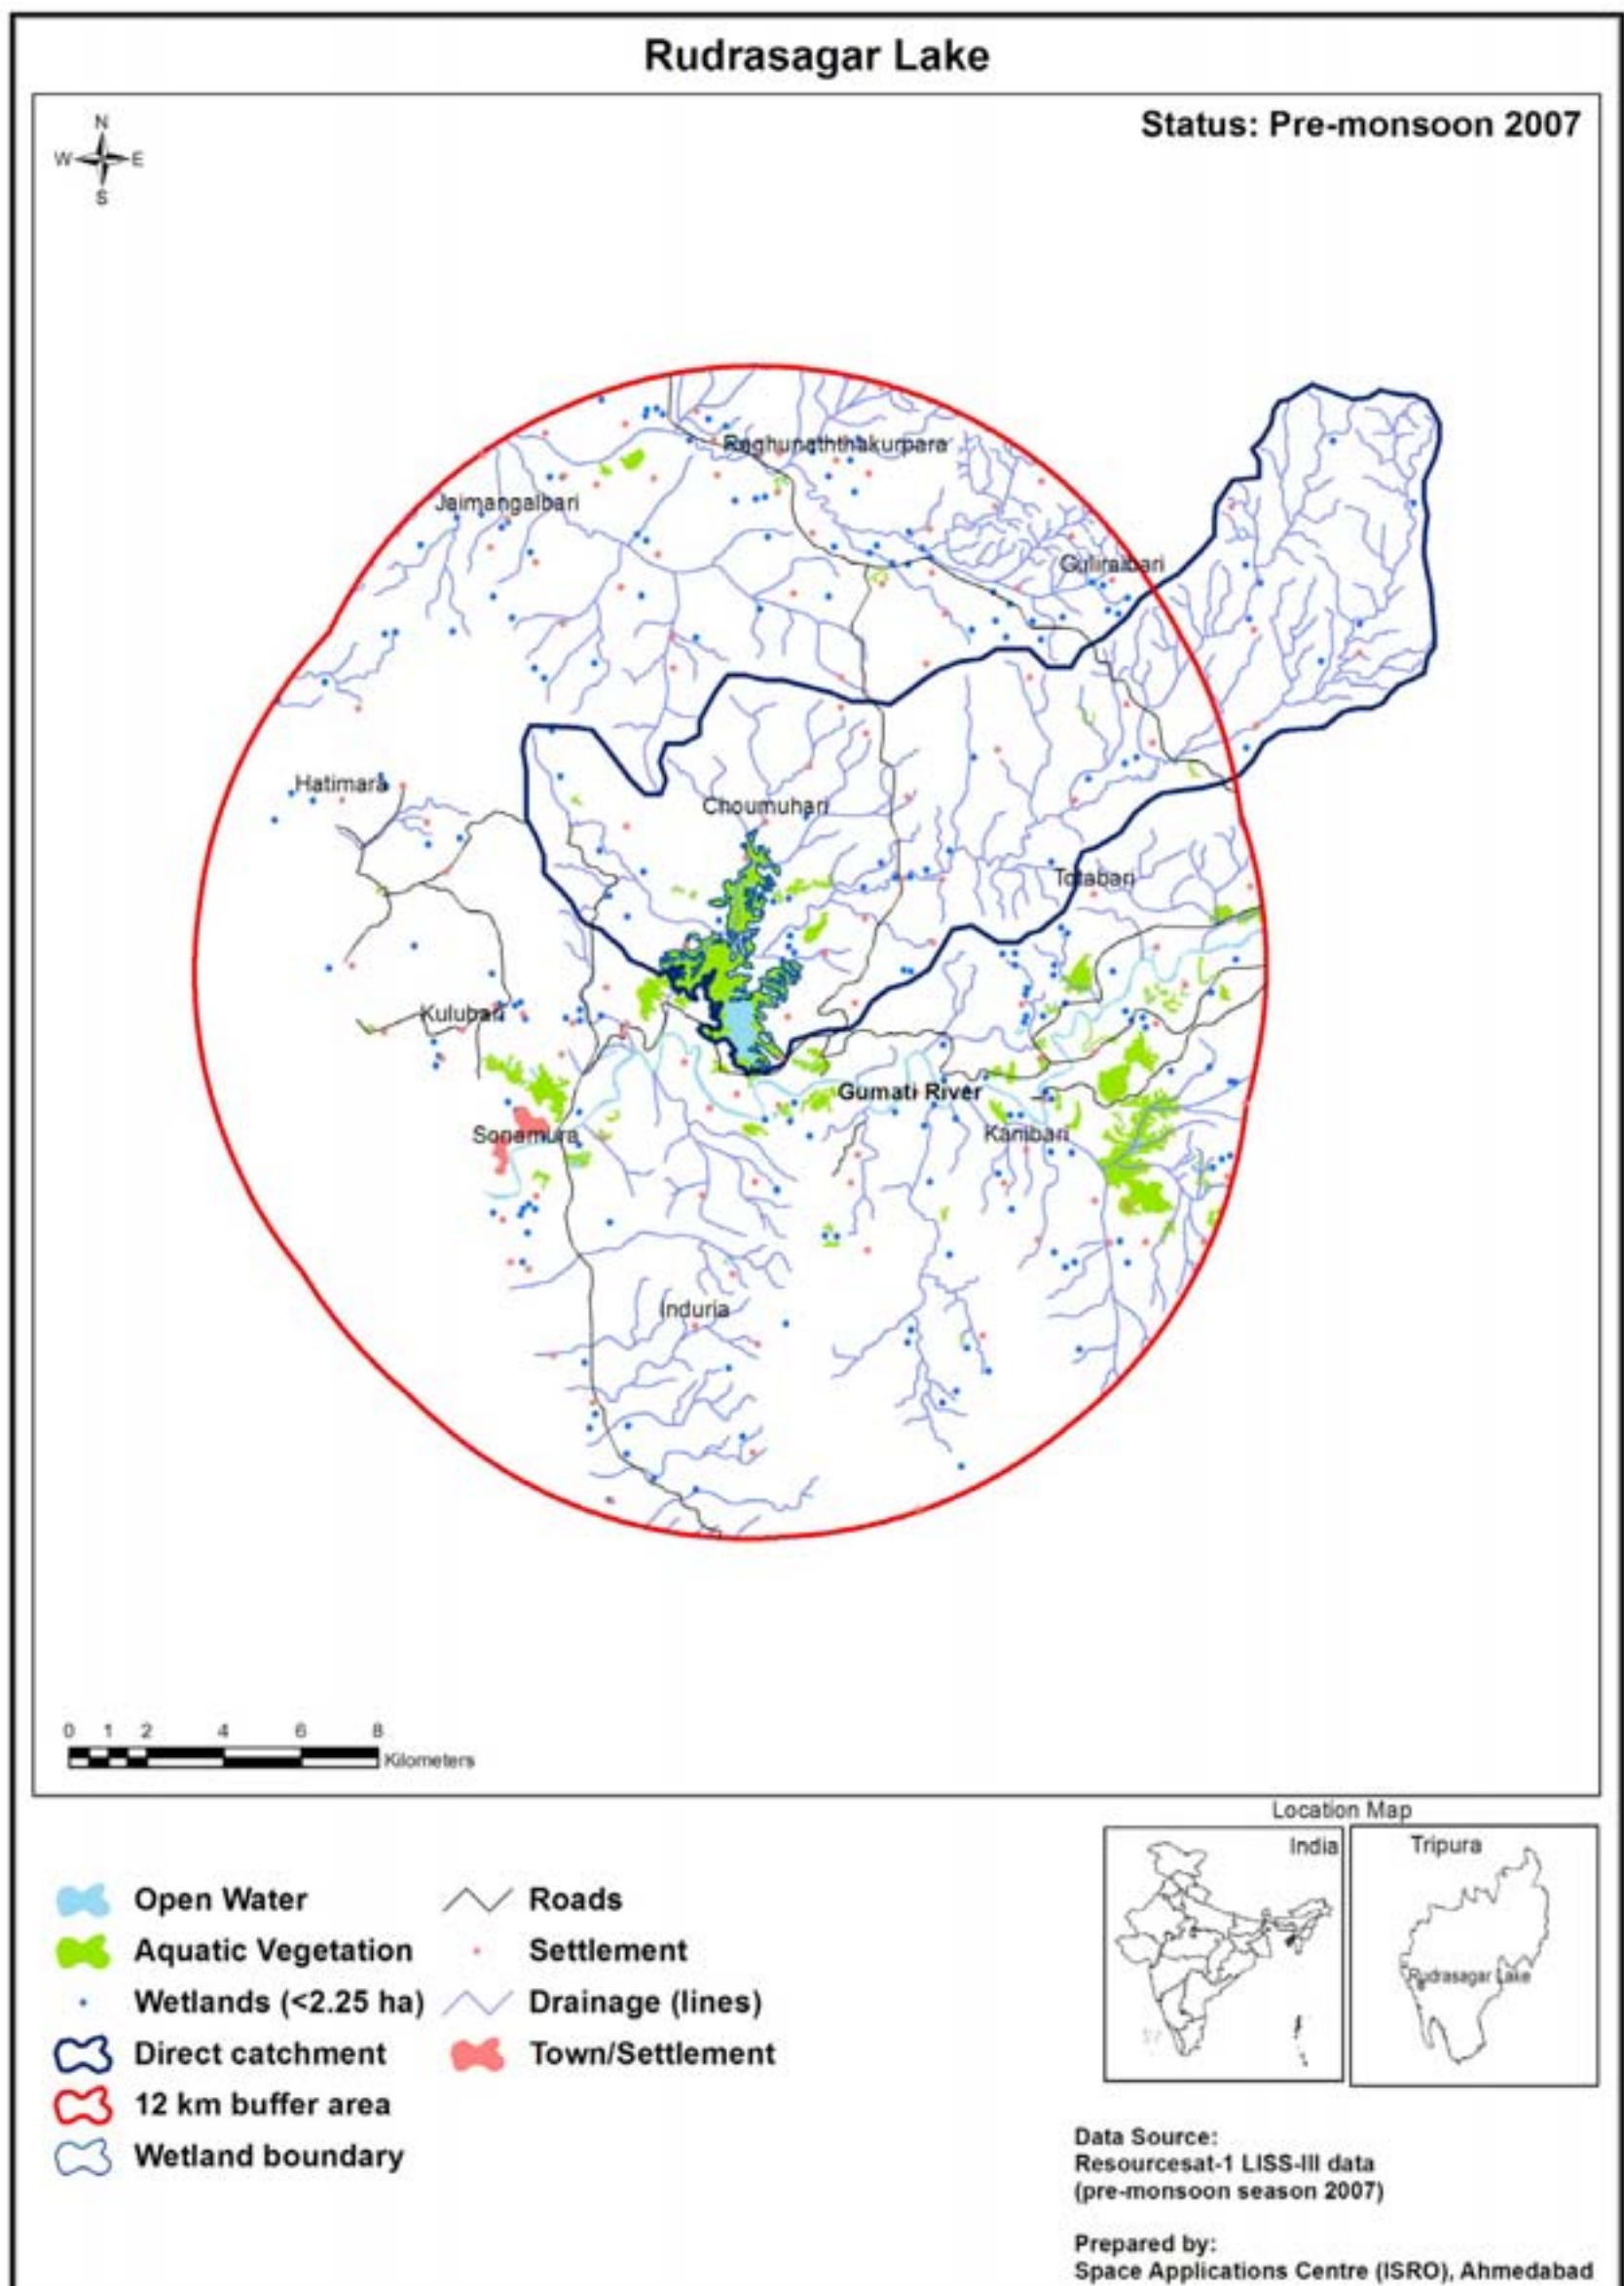 Rudrasagar Lake
Status: Pre-monsoon 2007
N
W E
S
Raghunaththakurpara
Jaimangalbari
Guliraibari
Hatimara
Choumuhari
Totabari
Kulubari
Gumati River
Sonamura
Kanibari
Induria
0 1 2 4 6 8
Kilometers
Location Map
India
Tripura
Rudrasagar Lake
Open Water
Roads
Aquatic Vegetation
Settlement
Wetlands (<2.25 ha)
Drainage (lines)
Direct catchment
Town/Settlement
12 km buffer area
Wetland boundary
Data Source:
Resourcesat-1 LISS-III data
(pre-monsoon season 2007)
Prepared by:
Space Applications Centre (ISRO), Ahmedabad